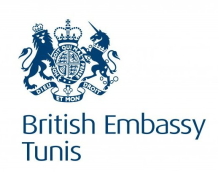 DIEU ET MON DROIT
British Embassy
Tunis